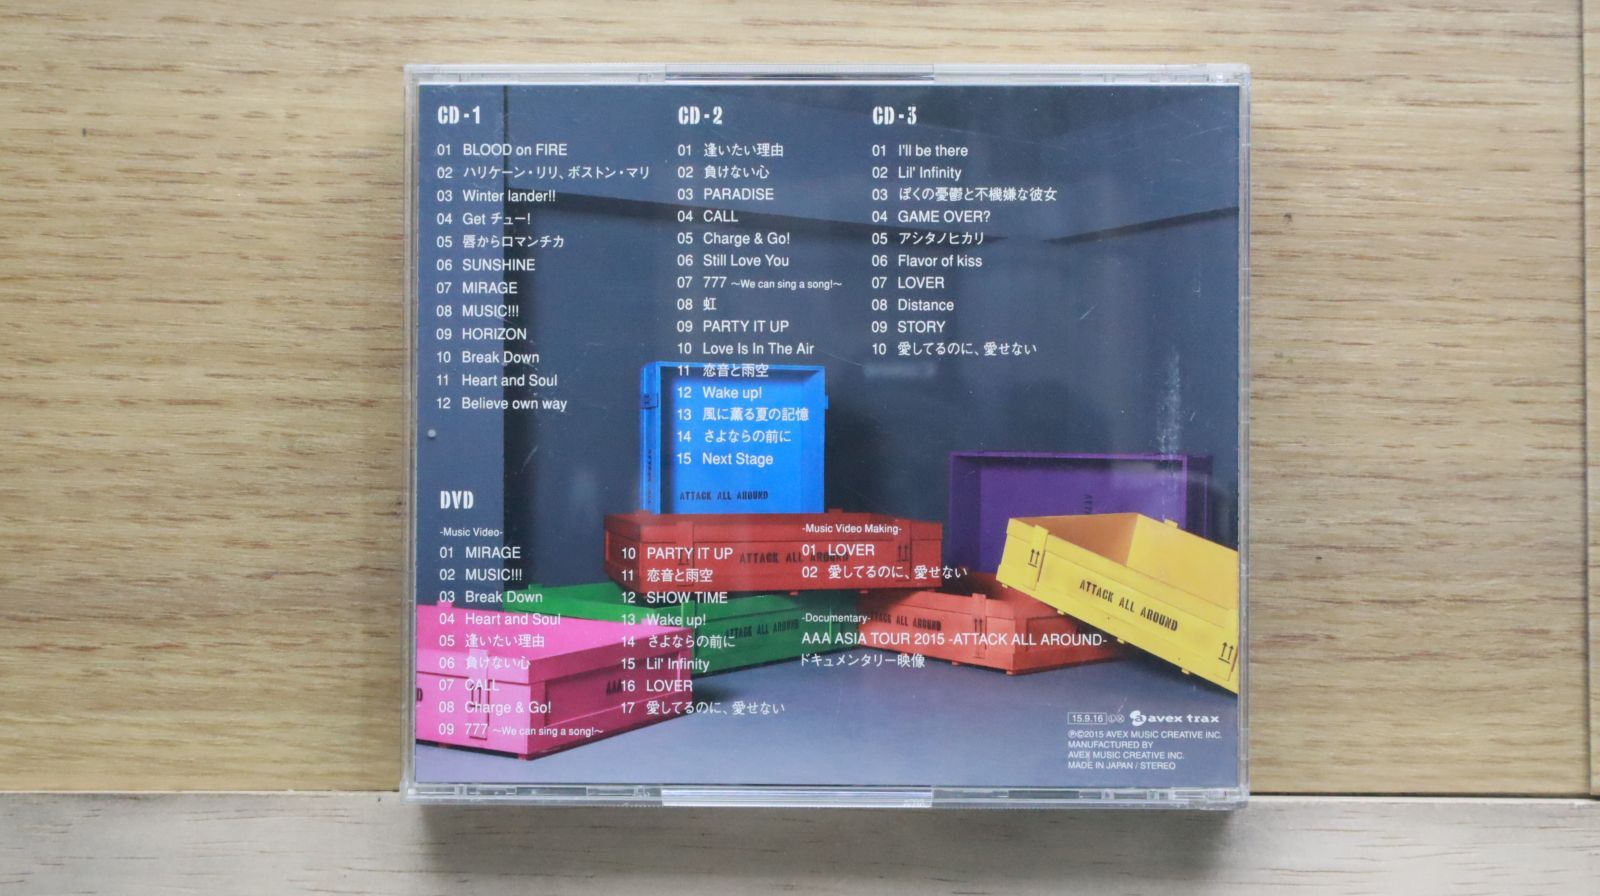 CD-1
01 BLOOD on FIRE
02 ハリケーン・リリ、ボストン・マリ
03 Winter lander!!
04 Get チュー!
05 唇からロマンチカ
06 SUNSHINE
07 MIRAGE
08 MUSIC!!!
09 HORIZON
10 Break Down
11 Heart and Soul
12 Believe own way
CD-2
01 逢いたい理由
02 負けない心
03 PARADISE
04 CALL
05 Charge & Go!
06 Still Love You
07 777 ～We can sing a song!～
08 虹
09 PARTY IT UP
10 Love Is In The Air
11 恋音と雨空
12 Wake up!
13 風に薫る夏の記憶
14 さよならの前に
15 Next Stage
CD-3
01 I'll be there
02 Lil' Infinity
03 ぼくの憂鬱と不機嫌な彼女
04 GAME OVER?
05 アシタノヒカリ
06 Flavor of kiss
07 LOVER
08 Distance
09 STORY
10 愛してるのに、愛せない
DVD
-Music Video-
01 MIRAGE
02 MUSIC!!!
03 Break Down
04 Heart and Soul
05 逢いたい理由
06 負けない心
07 CALL
08 Charge & Go!
09 777 ～We can sing a song!～
10 PARTY IT UP
11 恋音と雨空
12 SHOW TIME
13 Wake up!
14 さよならの前に
15 Lil' Infinity
16 LOVER
17 愛してるのに、愛せない
-Music Video Making-
01 LOVER
02 愛してるのに、愛せない
-Documentary-
AAA ASIA TOUR 2015 -ATTACK ALL AROUND-
ドキュメンタリー映像
ATTACK ALL AROUND
ATTACK ALL AROUND
ATTACK ALL AROUND
ATTACK ALL AROUND
ATTACK ALL AROUND
15.9.16 avex trax
℗©2015 AVEX MUSIC CREATIVE INC.
MANUFACTURED BY
AVEX MUSIC CREATIVE INC.
MADE IN JAPAN / STEREO